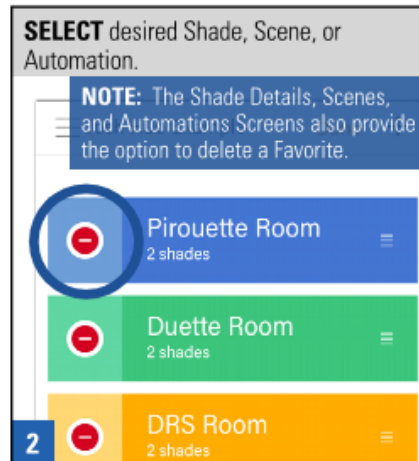 SELECT desired Shade, Scene, or
Automation.
NOTE: The Shade Details, Scenes,
and Automations Screens also provide
the option to delete a Favorite.
Pirouette Room
2 shades
Duette Room
2 shades
DRS Room
2 shades
2